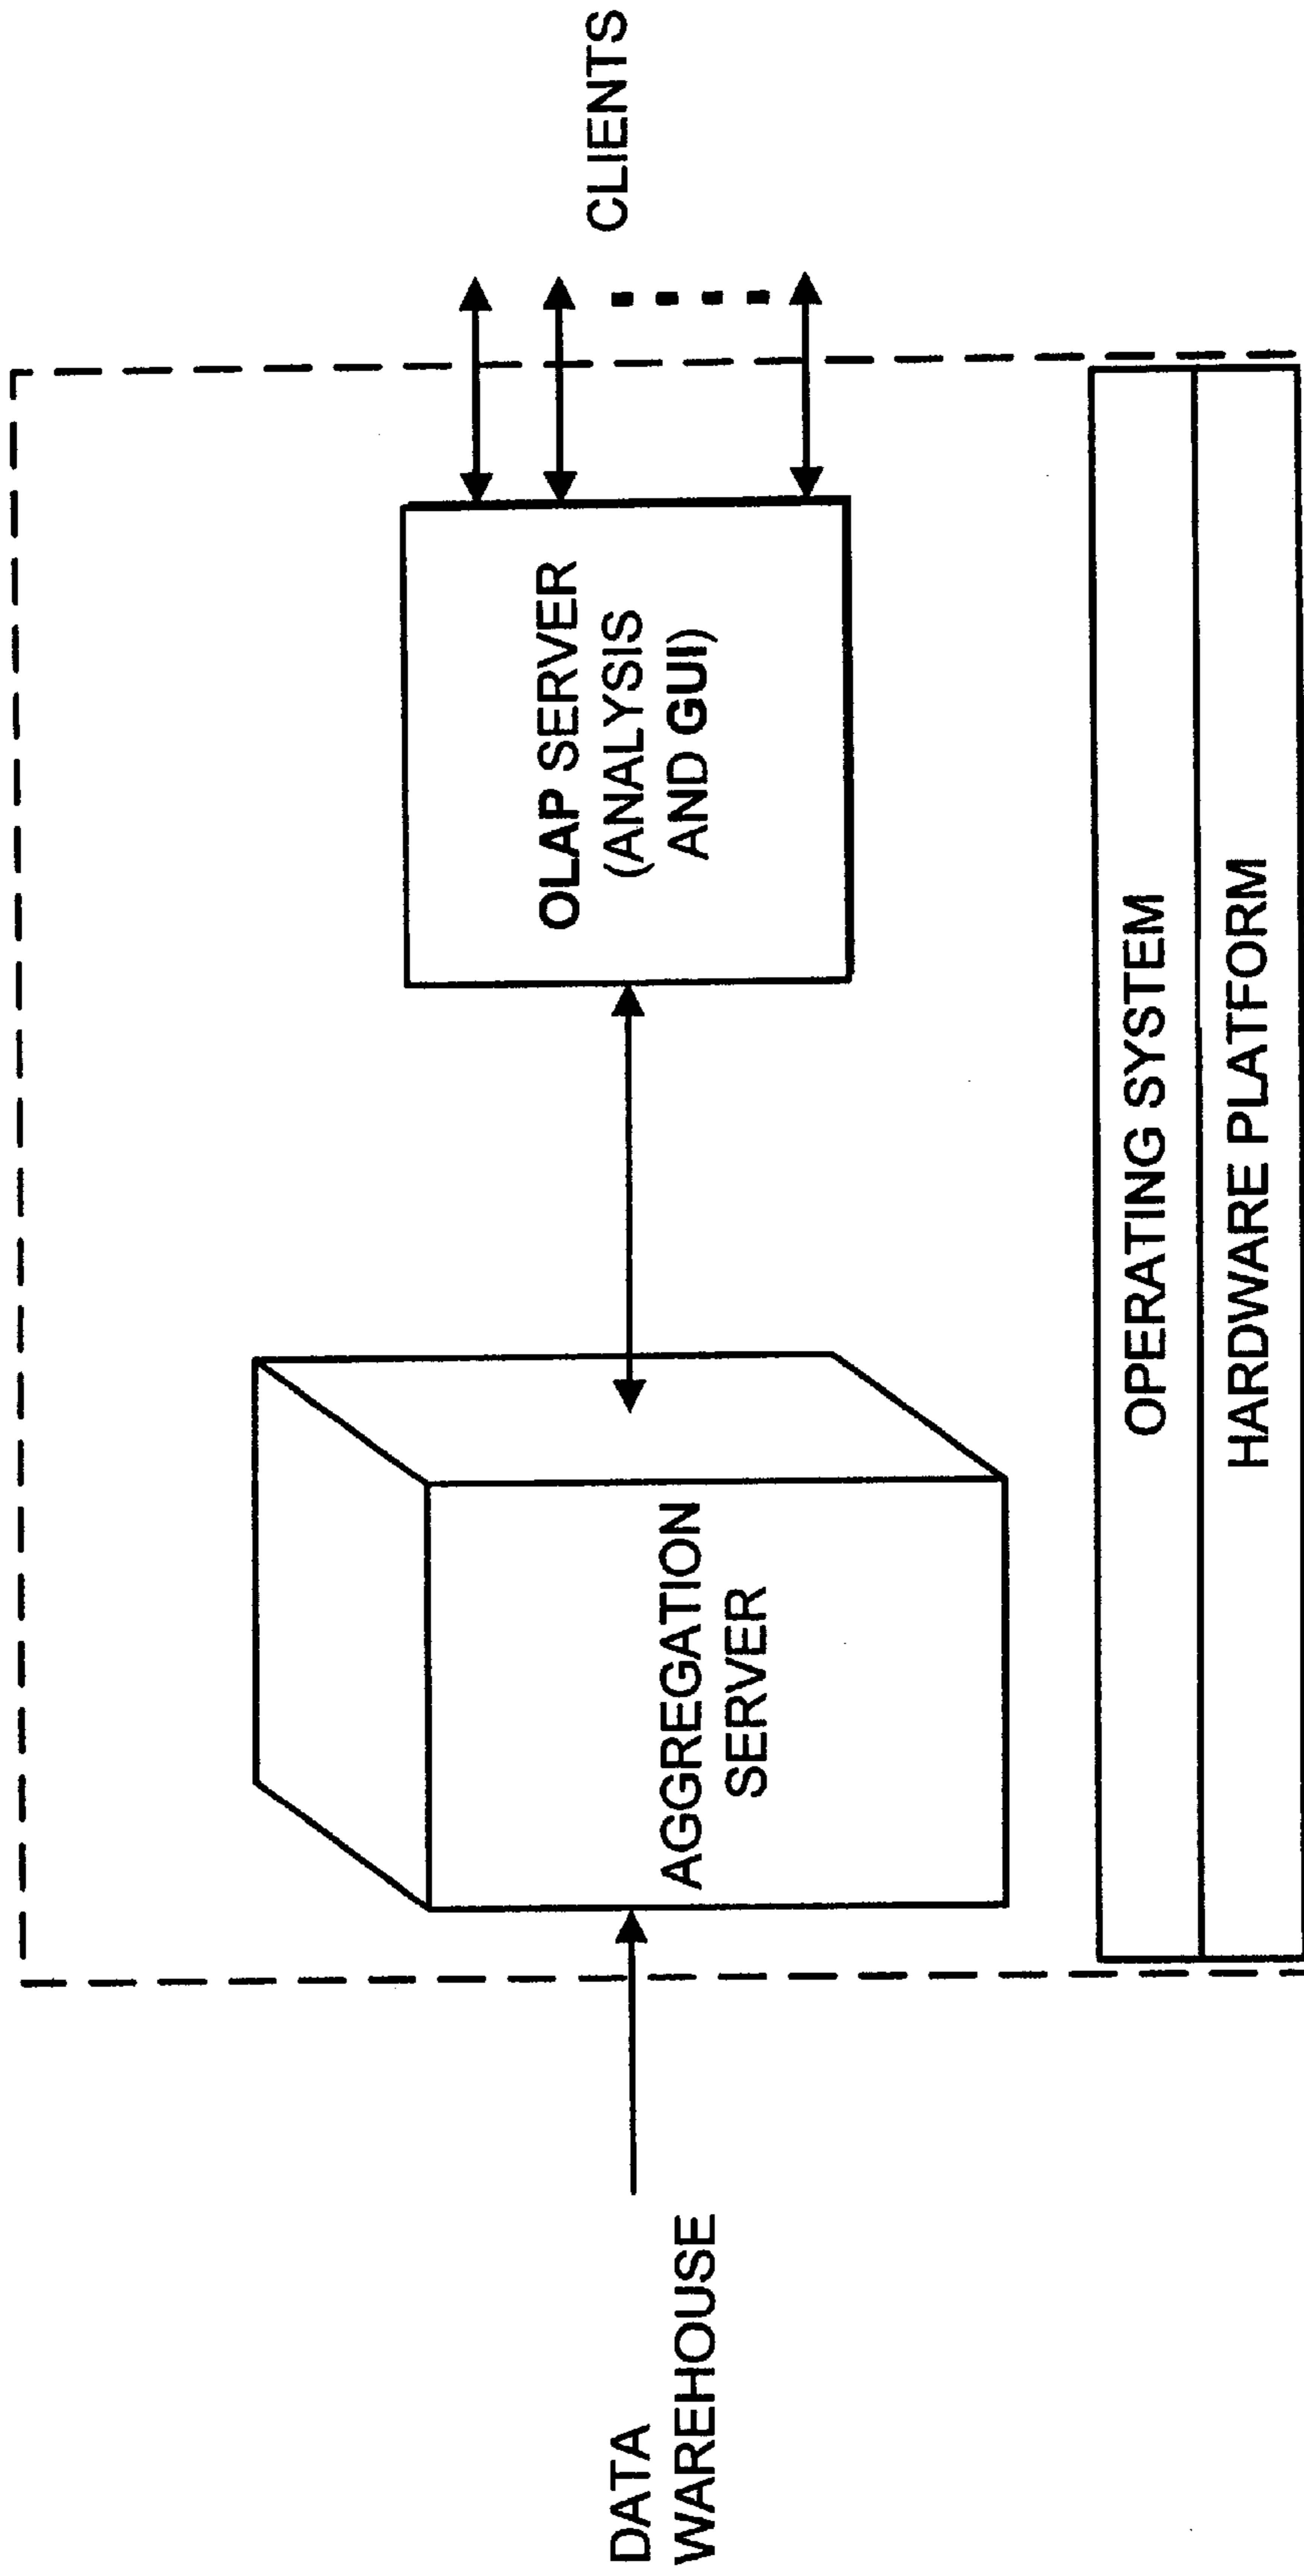 DATA
WAREHOUSE
AGGREGATION
SERVER
OLAP SERVER
(ANALYSIS
AND GUI)
CLIENTS
OPERATING SYSTEM
HARDWARE PLATFORM